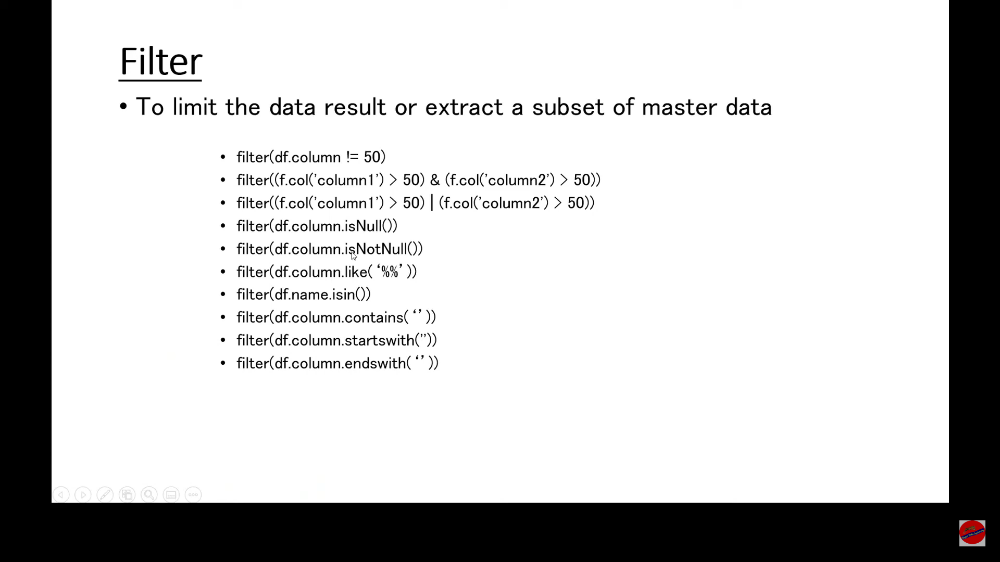 Filter
• To limit the data result or extract a subset of master data
• filter(df.column != 50)
• filter((f.col('column1') > 50) & (f.col('column2') > 50))
• filter((f.col('column1') > 50) | (f.col('column2') > 50))
• filter(df.column.isNull())
• filter(df.column.isNotNull())
• filter(df.column.like(‘%%’))
• filter(df.name.isin())
• filter(df.column.contains(‘’))
• filter(df.column.startswith(''))
• filter(df.column.endswith(‘’))